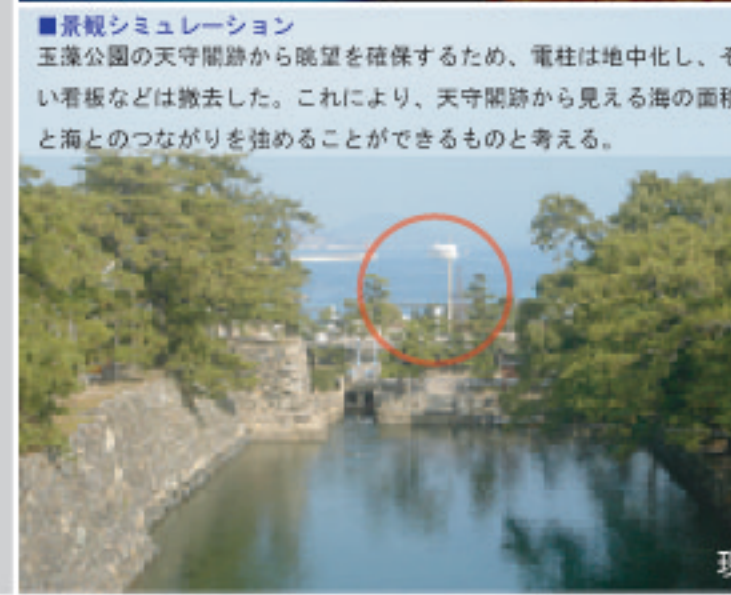 ■景観シミュレーション
玉藻公園の天守閣跡から眺望を確保するため、電柱は地中化し、そ
い看板などは撤去した。これにより、天守閣跡から見える海の面積
と海とのつながりを強めることができるものと考える。
現